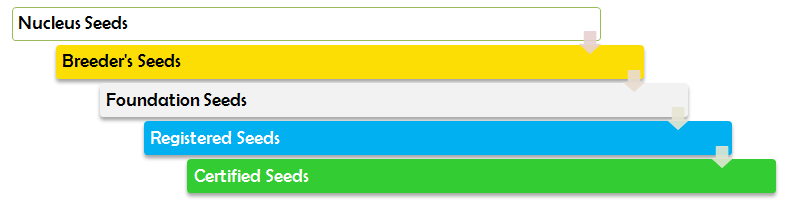 Nucleus Seeds
Breeder's Seeds
Foundation Seeds
Registered Seeds
Certified Seeds